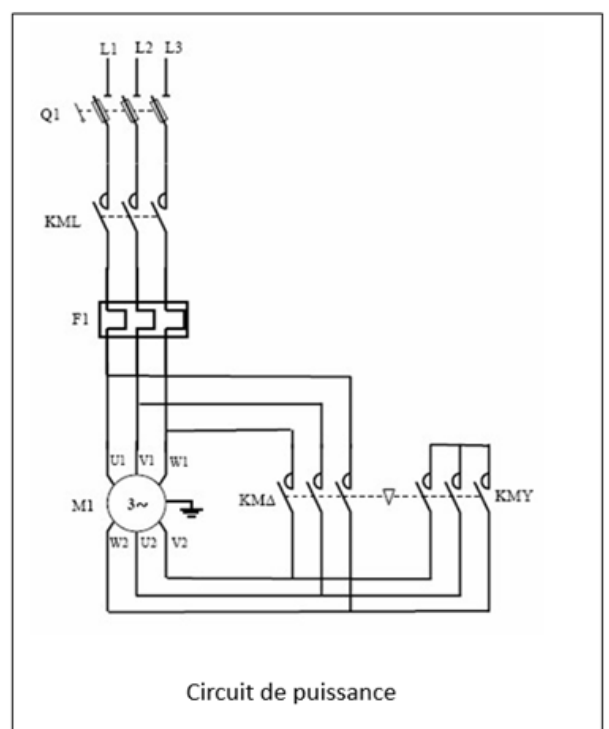 L1 L2 L3
Q1
KML
F1
U1 V1 W1
M1 3~ KMΔ KMY
W2 U2 V2
Circuit de puissance